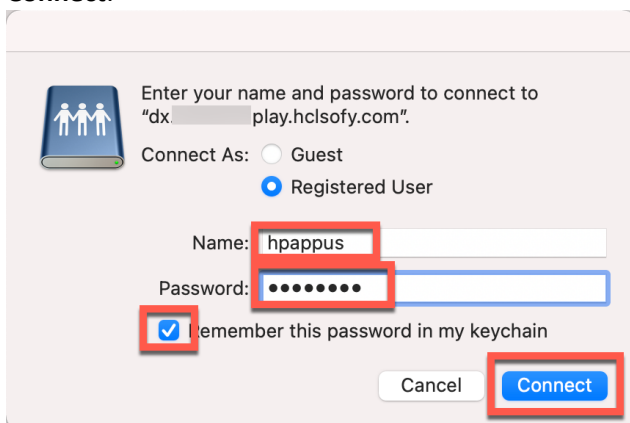 Enter your name and password to connect to
"dx. play.hclsofy.com".
Connect As: Guest
Registered User
Name: hpappus
Password: ••••••••
Remember this password in my keychain
Cancel Connect